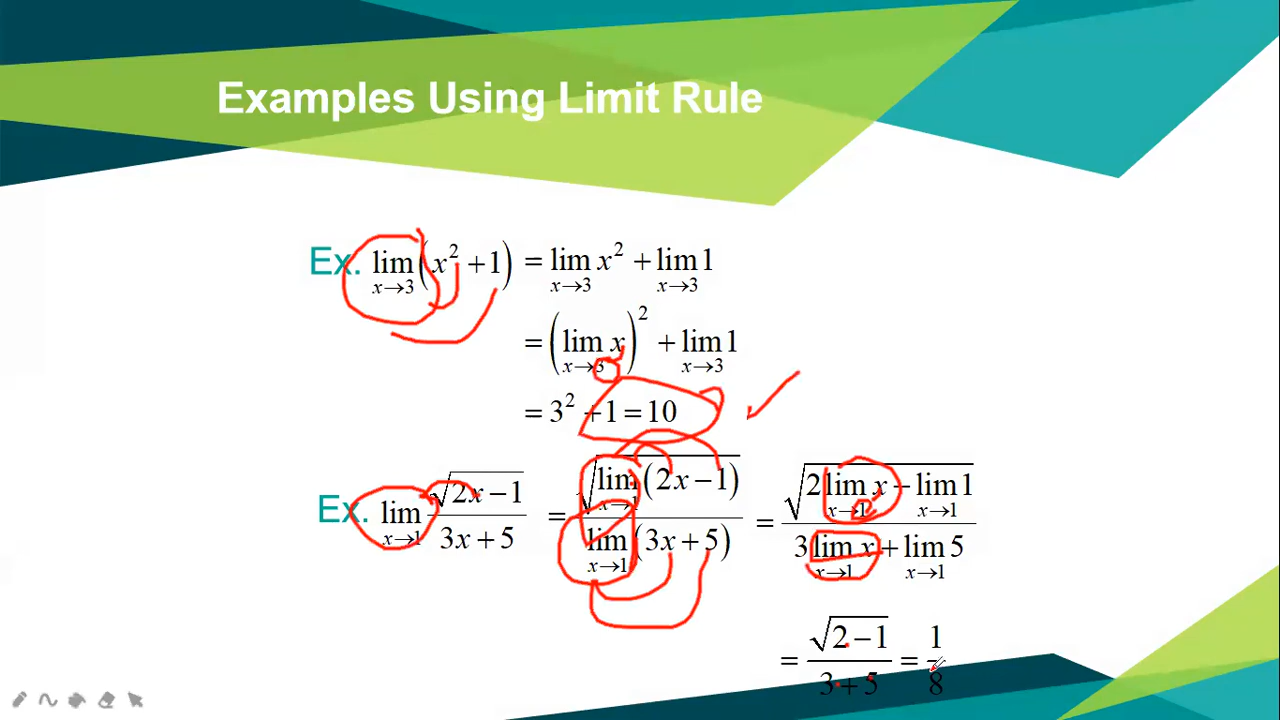 Examples Using Limit Rule
Ex. lim x→3 (x² + 1) = lim x→3 x² + lim x→3 1
= (lim x→3 x)² + lim x→3 1
= 3² + 1 = 10
Ex. lim x→1 √(2x − 1) / (3x + 5) = √(lim x→1 (2x − 1)) / lim x→1 (3x + 5) = √(2 lim x→1 x − lim x→1 1) / (3 lim x→1 x + lim x→1 5)
= √(2 − 1) / (3 + 5) = 1/8